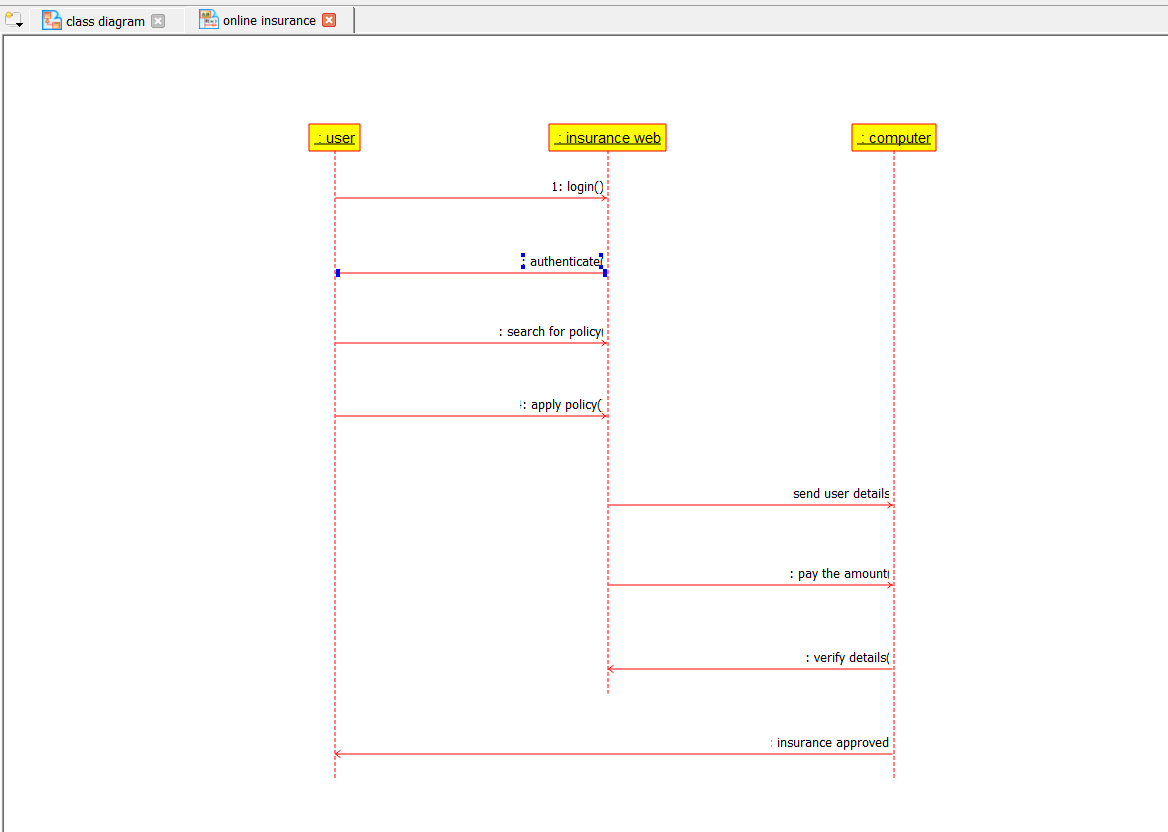 class diagram
online insurance
: user
: insurance web
: computer
1: login()
: authenticate(
: search for policy(
: apply policy(
send user details
: pay the amount(
: verify details(
: insurance approved